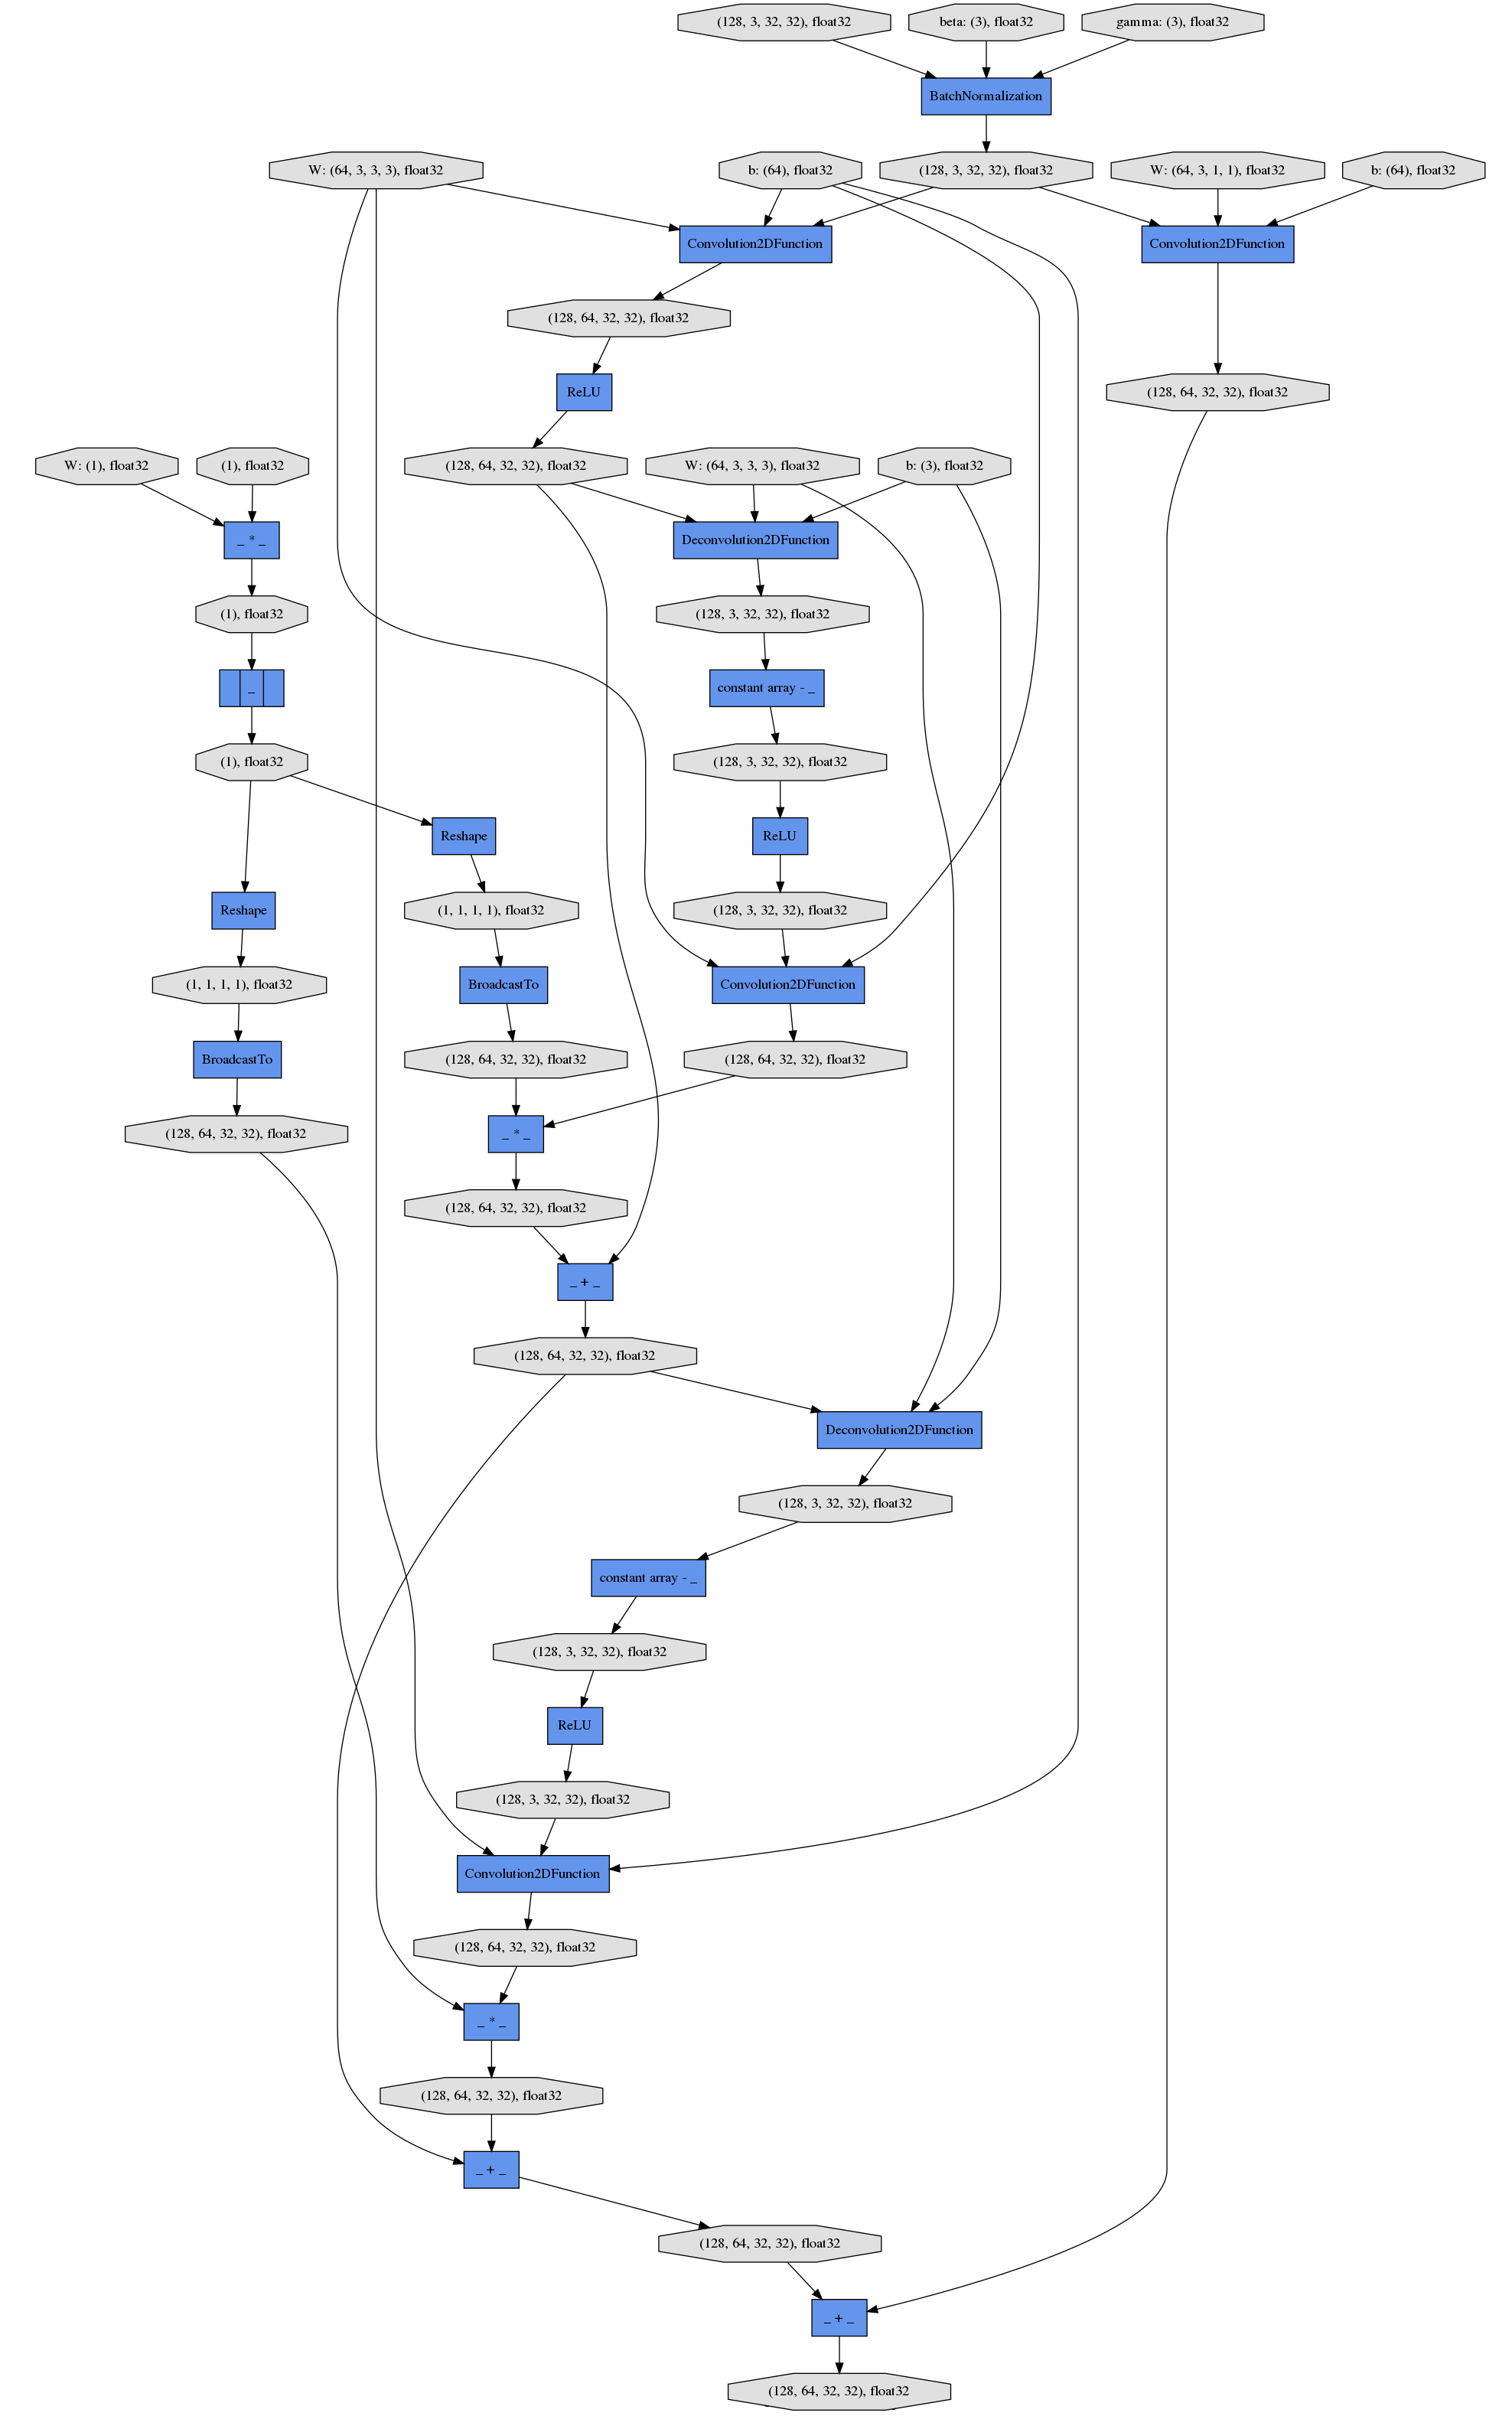 (128, 3, 32, 32), float32
beta: (3), float32
gamma: (3), float32
BatchNormalization
W: (64, 3, 3, 3), float32
b: (64), float32
(128, 3, 32, 32), float32
W: (64, 3, 1, 1), float32
b: (64), float32
Convolution2DFunction
Convolution2DFunction
(128, 64, 32, 32), float32
ReLU
(128, 64, 32, 32), float32
W: (1), float32
(1), float32
(128, 64, 32, 32), float32
W: (64, 3, 3, 3), float32
b: (3), float32
_ * _
Deconvolution2DFunction
(1), float32
(128, 3, 32, 32), float32
_
constant array - _
(1), float32
(128, 3, 32, 32), float32
Reshape
ReLU
Reshape
(1, 1, 1, 1), float32
(128, 3, 32, 32), float32
(1, 1, 1, 1), float32
BroadcastTo
Convolution2DFunction
BroadcastTo
(128, 64, 32, 32), float32
(128, 64, 32, 32), float32
(128, 64, 32, 32), float32
_ * _
(128, 64, 32, 32), float32
_ + _
(128, 64, 32, 32), float32
Deconvolution2DFunction
(128, 3, 32, 32), float32
constant array - _
(128, 3, 32, 32), float32
ReLU
(128, 3, 32, 32), float32
Convolution2DFunction
(128, 64, 32, 32), float32
_ * _
(128, 64, 32, 32), float32
_ + _
(128, 64, 32, 32), float32
_ + _
(128, 64, 32, 32), float32